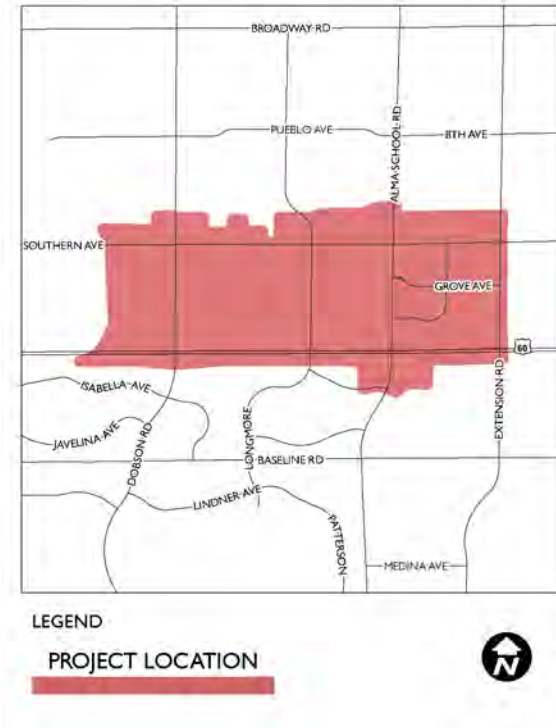 BROADWAY RD
PUEBLO AVE
8TH AVE
ALMA SCHOOL RD
SOUTHERN AVE
GROVE AVE
60
ISABELLA AVE
EXTENSION RD
JAVELINA AVE
DOBSON RD
LONGMORE
BASELINE RD
LINDNER AVE
PATTERSON
MEDINA AVE
LEGEND
PROJECT LOCATION
N